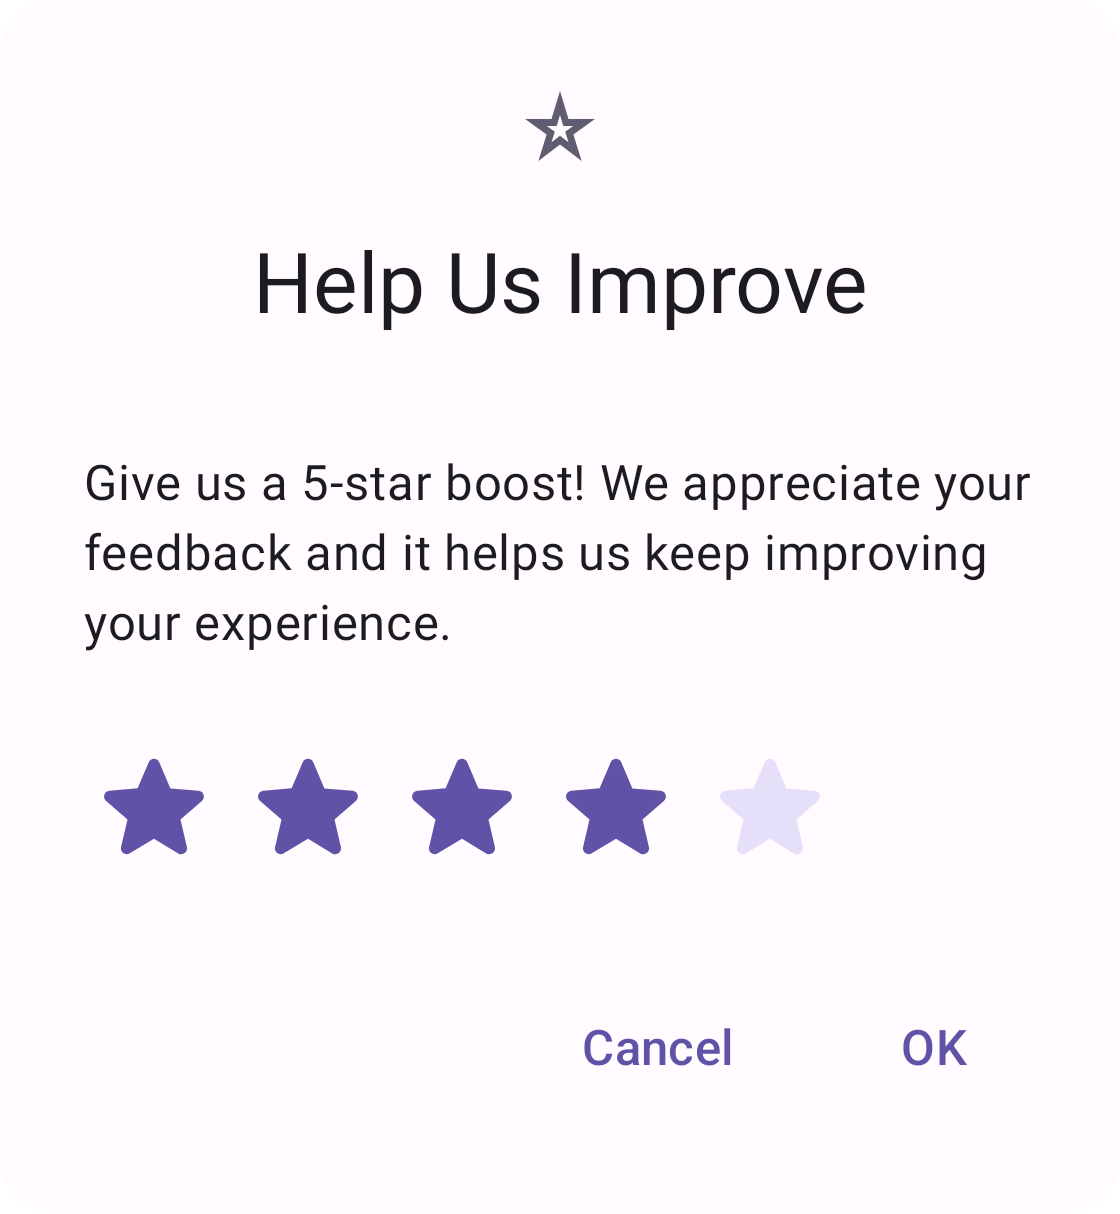 Help Us Improve
Give us a 5-star boost! We appreciate your
feedback and it helps us keep improving
your experience.
Cancel OK